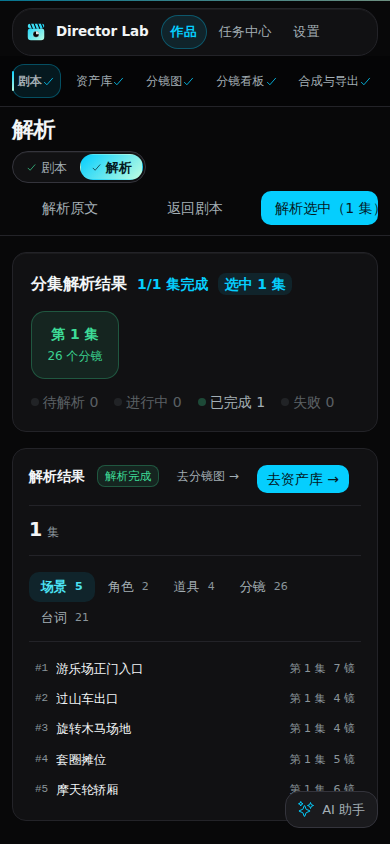 Director Lab 作品 任务中心 设置
剧本 资产库 分镜图 分镜看板 合成与导出
解析
剧本 解析
解析原文 返回剧本 解析选中（1 集）
分集解析结果 1/1 集完成 选中 1 集
第 1 集
26 个分镜
待解析 0 进行中 0 已完成 1 失败 0
解析结果 解析完成 去分镜图 → 去资产库 →
1 集
场景 5 角色 2 道具 4 分镜 26
台词 21
#1 游乐场正门入口 第 1 集 7 镜
#2 过山车出口 第 1 集 4 镜
#3 旋转木马场地 第 1 集 4 镜
#4 套圈摊位 第 1 集 5 镜
#5 摩天轮轿厢 第 1 集 6 镜
AI 助手